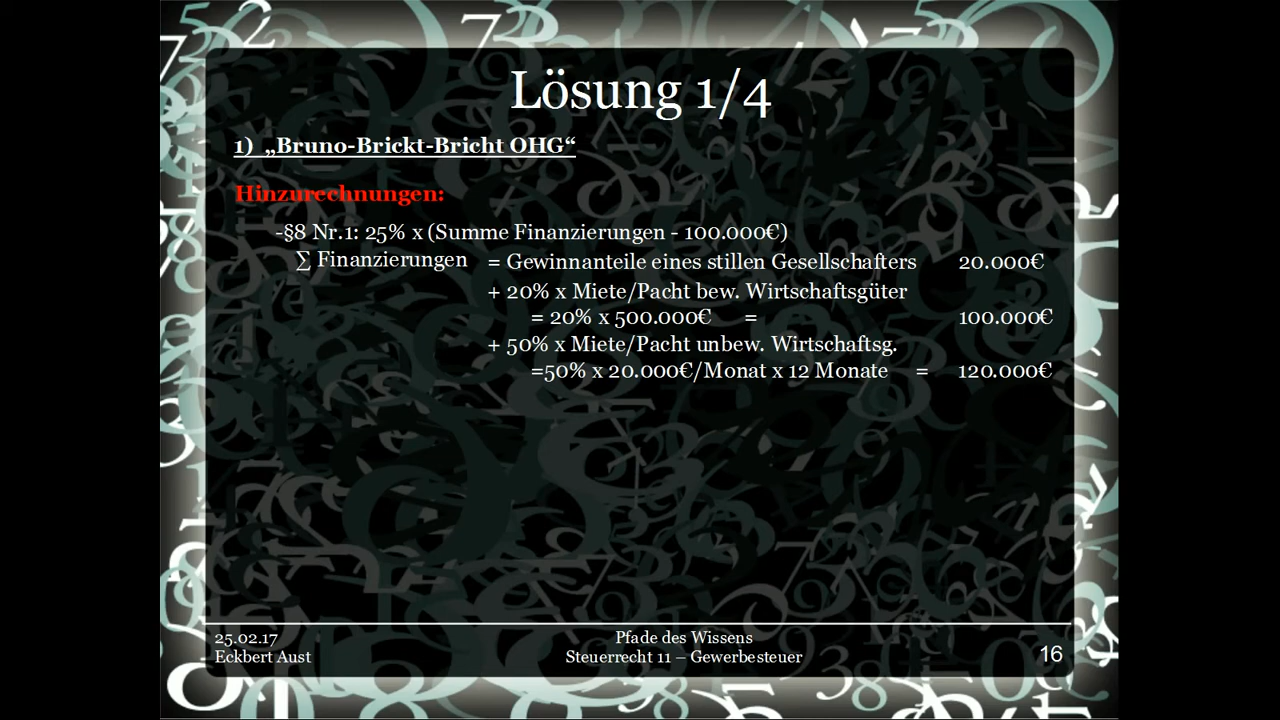 Lösung 1/4
1) „Bruno-Brickt-Bricht OHG“
Hinzurechnungen:
-§8 Nr.1: 25% x (Summe Finanzierungen - 100.000€)
∑ Finanzierungen = Gewinnanteile eines stillen Gesellschafters 20.000€
+ 20% x Miete/Pacht bew. Wirtschaftsgüter
= 20% x 500.000€ = 100.000€
+ 50% x Miete/Pacht unbew. Wirtschaftsg.
=50% x 20.000€/Monat x 12 Monate = 120.000€
25.02.17
Eckbert Aust
Pfade des Wissens
Steuerrecht 11 – Gewerbesteuer
16